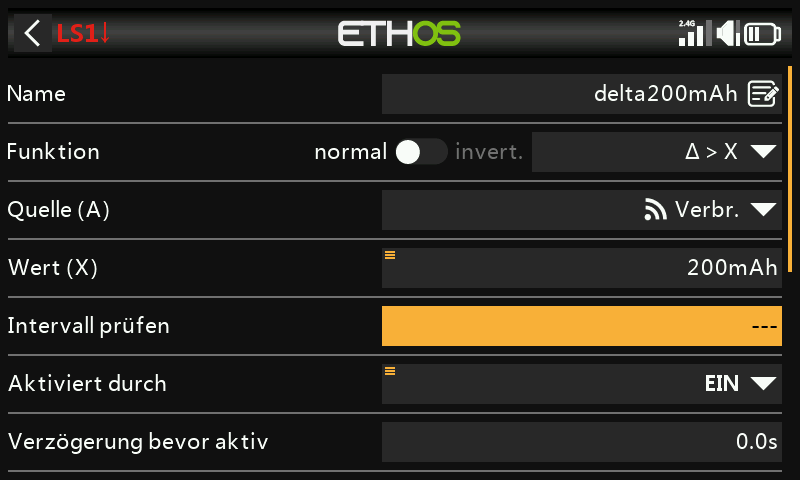 LS1↓ ETHOS 2.4G
Name delta200mAh
Funktion normal invert. Δ > X
Quelle (A) Verbr.
Wert (X) 200mAh
Intervall prüfen ---
Aktiviert durch EIN
Verzögerung bevor aktiv 0.0s